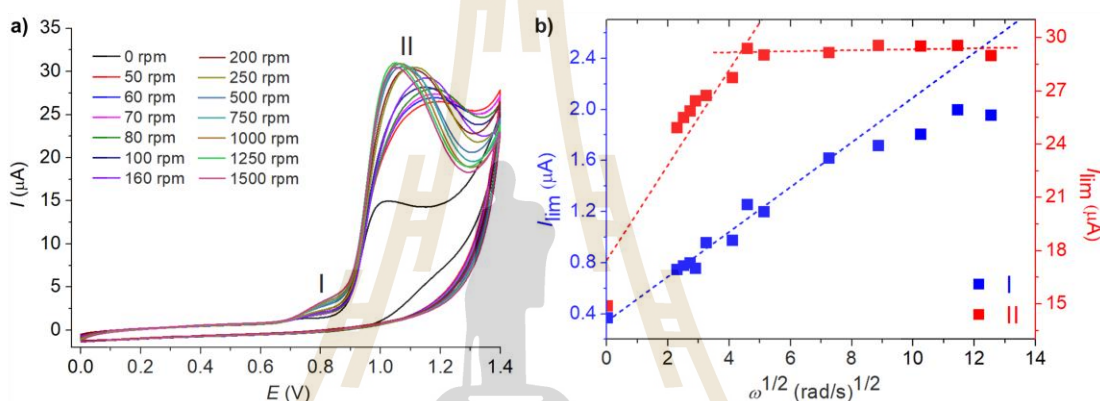 a)
35
30
25
20
15
10
5
0
I (μA)
0 rpm
50 rpm
60 rpm
70 rpm
80 rpm
100 rpm
160 rpm
200 rpm
250 rpm
500 rpm
750 rpm
1000 rpm
1250 rpm
1500 rpm
I
II
0.0 0.2 0.4 0.6 0.8 1.0 1.2 1.4
E (V)
b)
2.4
2.0
1.6
1.2
0.8
0.4
I_lim (μA)
30
27
24
21
18
15
I_lim (μA)
I
II
0 2 4 6 8 10 12 14
ω^1/2 (rad/s)^1/2